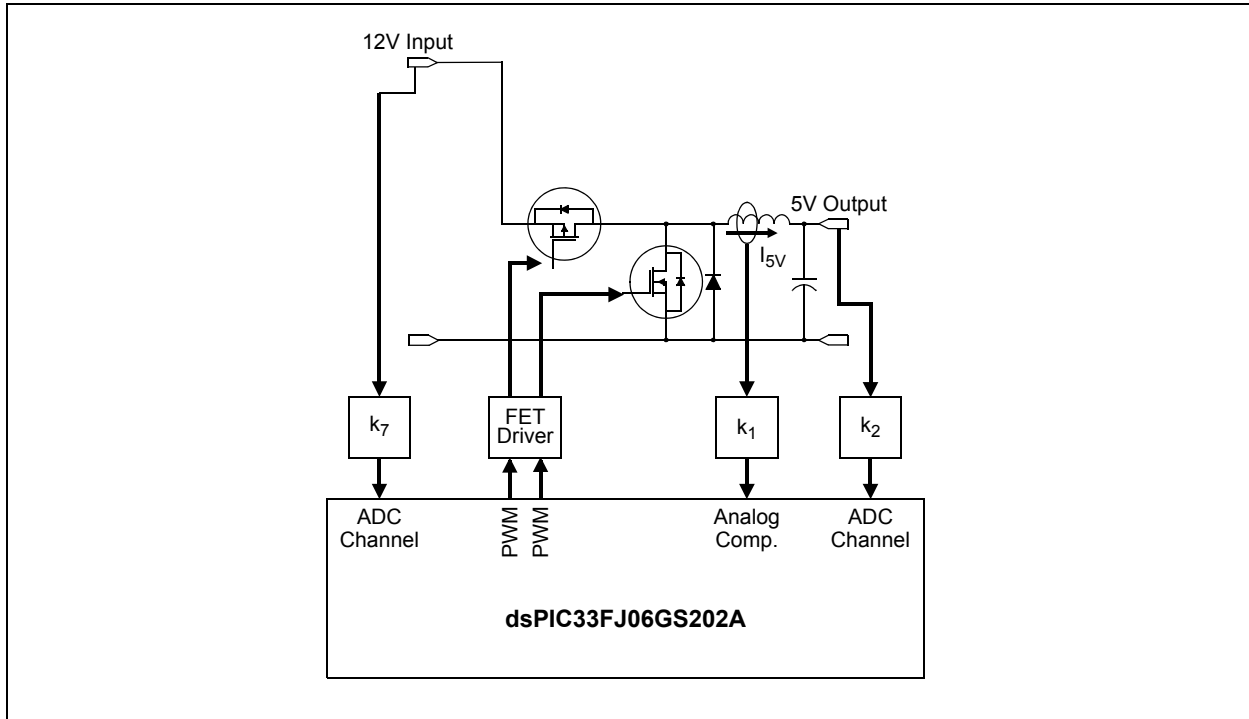 12V Input
5V Output
I5V
k7
FET
Driver
k1
k2
ADC
Channel
PWM
PWM
Analog
Comp.
ADC
Channel
dsPIC33FJ06GS202A